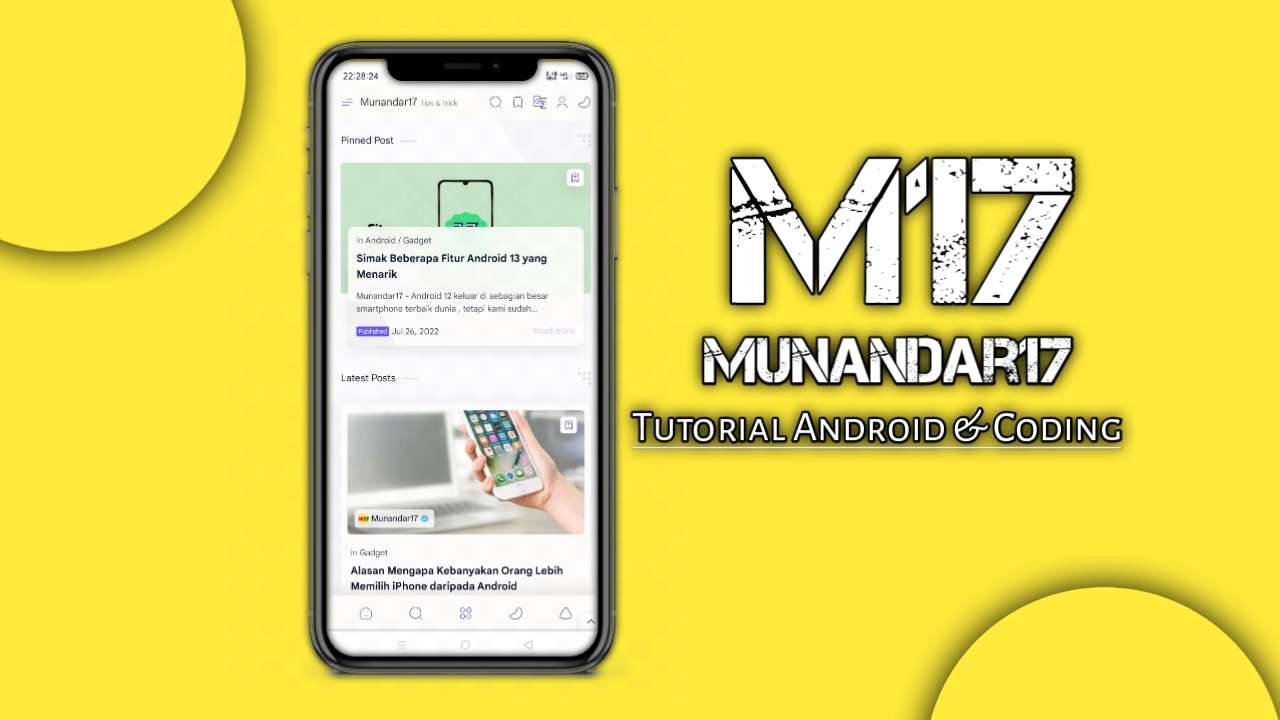 22:28:24
Munandar17 Tips & Trick
Pinned Post
in Android / Gadget
Simak Beberapa Fitur Android 13 yang
Menarik
Munandar17 - Android 12 keluar di sebagian besar
smartphone terbaik dunia , tetapi kami sudah...
Published Jul 26, 2022 Read more
Latest Posts
Munandar17
in Gadget
Alasan Mengapa Kebanyakan Orang Lebih
Memilih iPhone daripada Android
M17
MUNANDAR17
Tutorial Android & Coding